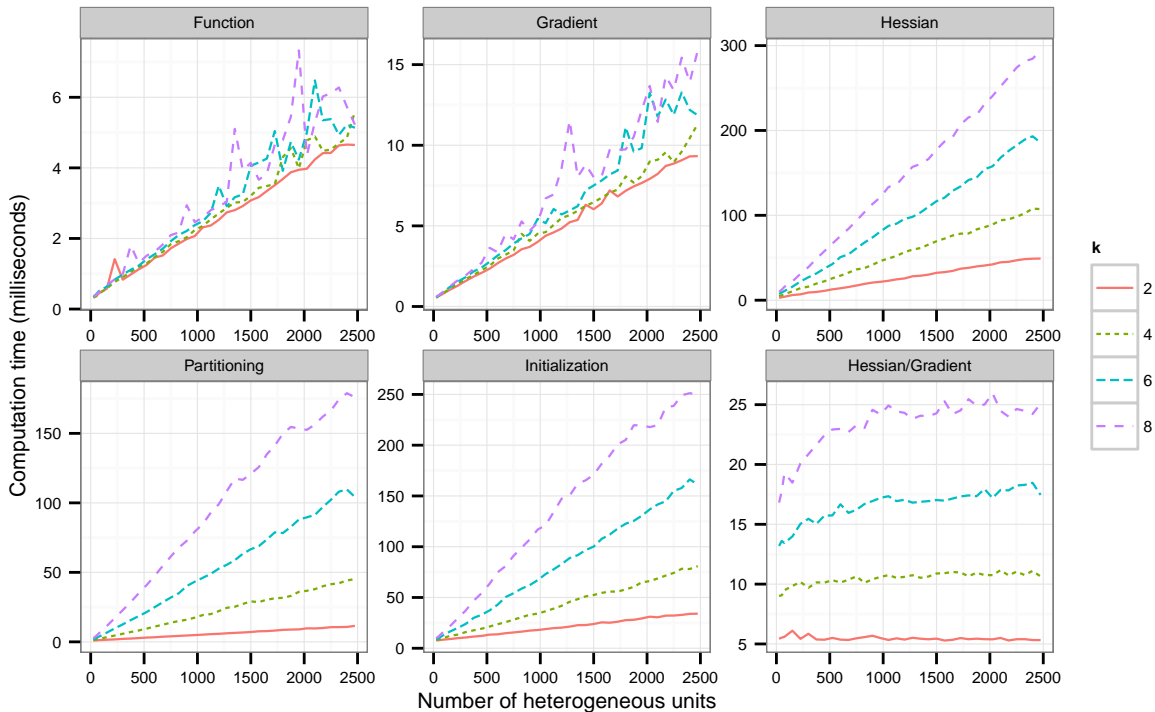 Function
Gradient
Hessian
0
2
4
6
0
5
10
15
0
100
200
300
0 500 1000 1500 2000 2500
0 500 1000 1500 2000 2500
0 500 1000 1500 2000 2500
Partitioning
Initialization
Hessian/Gradient
0
50
100
150
0
50
100
150
200
250
5
10
15
20
25
0 500 1000 1500 2000 2500
0 500 1000 1500 2000 2500
0 500 1000 1500 2000 2500
Number of heterogeneous units
Computation time (milliseconds)
k
2
4
6
8